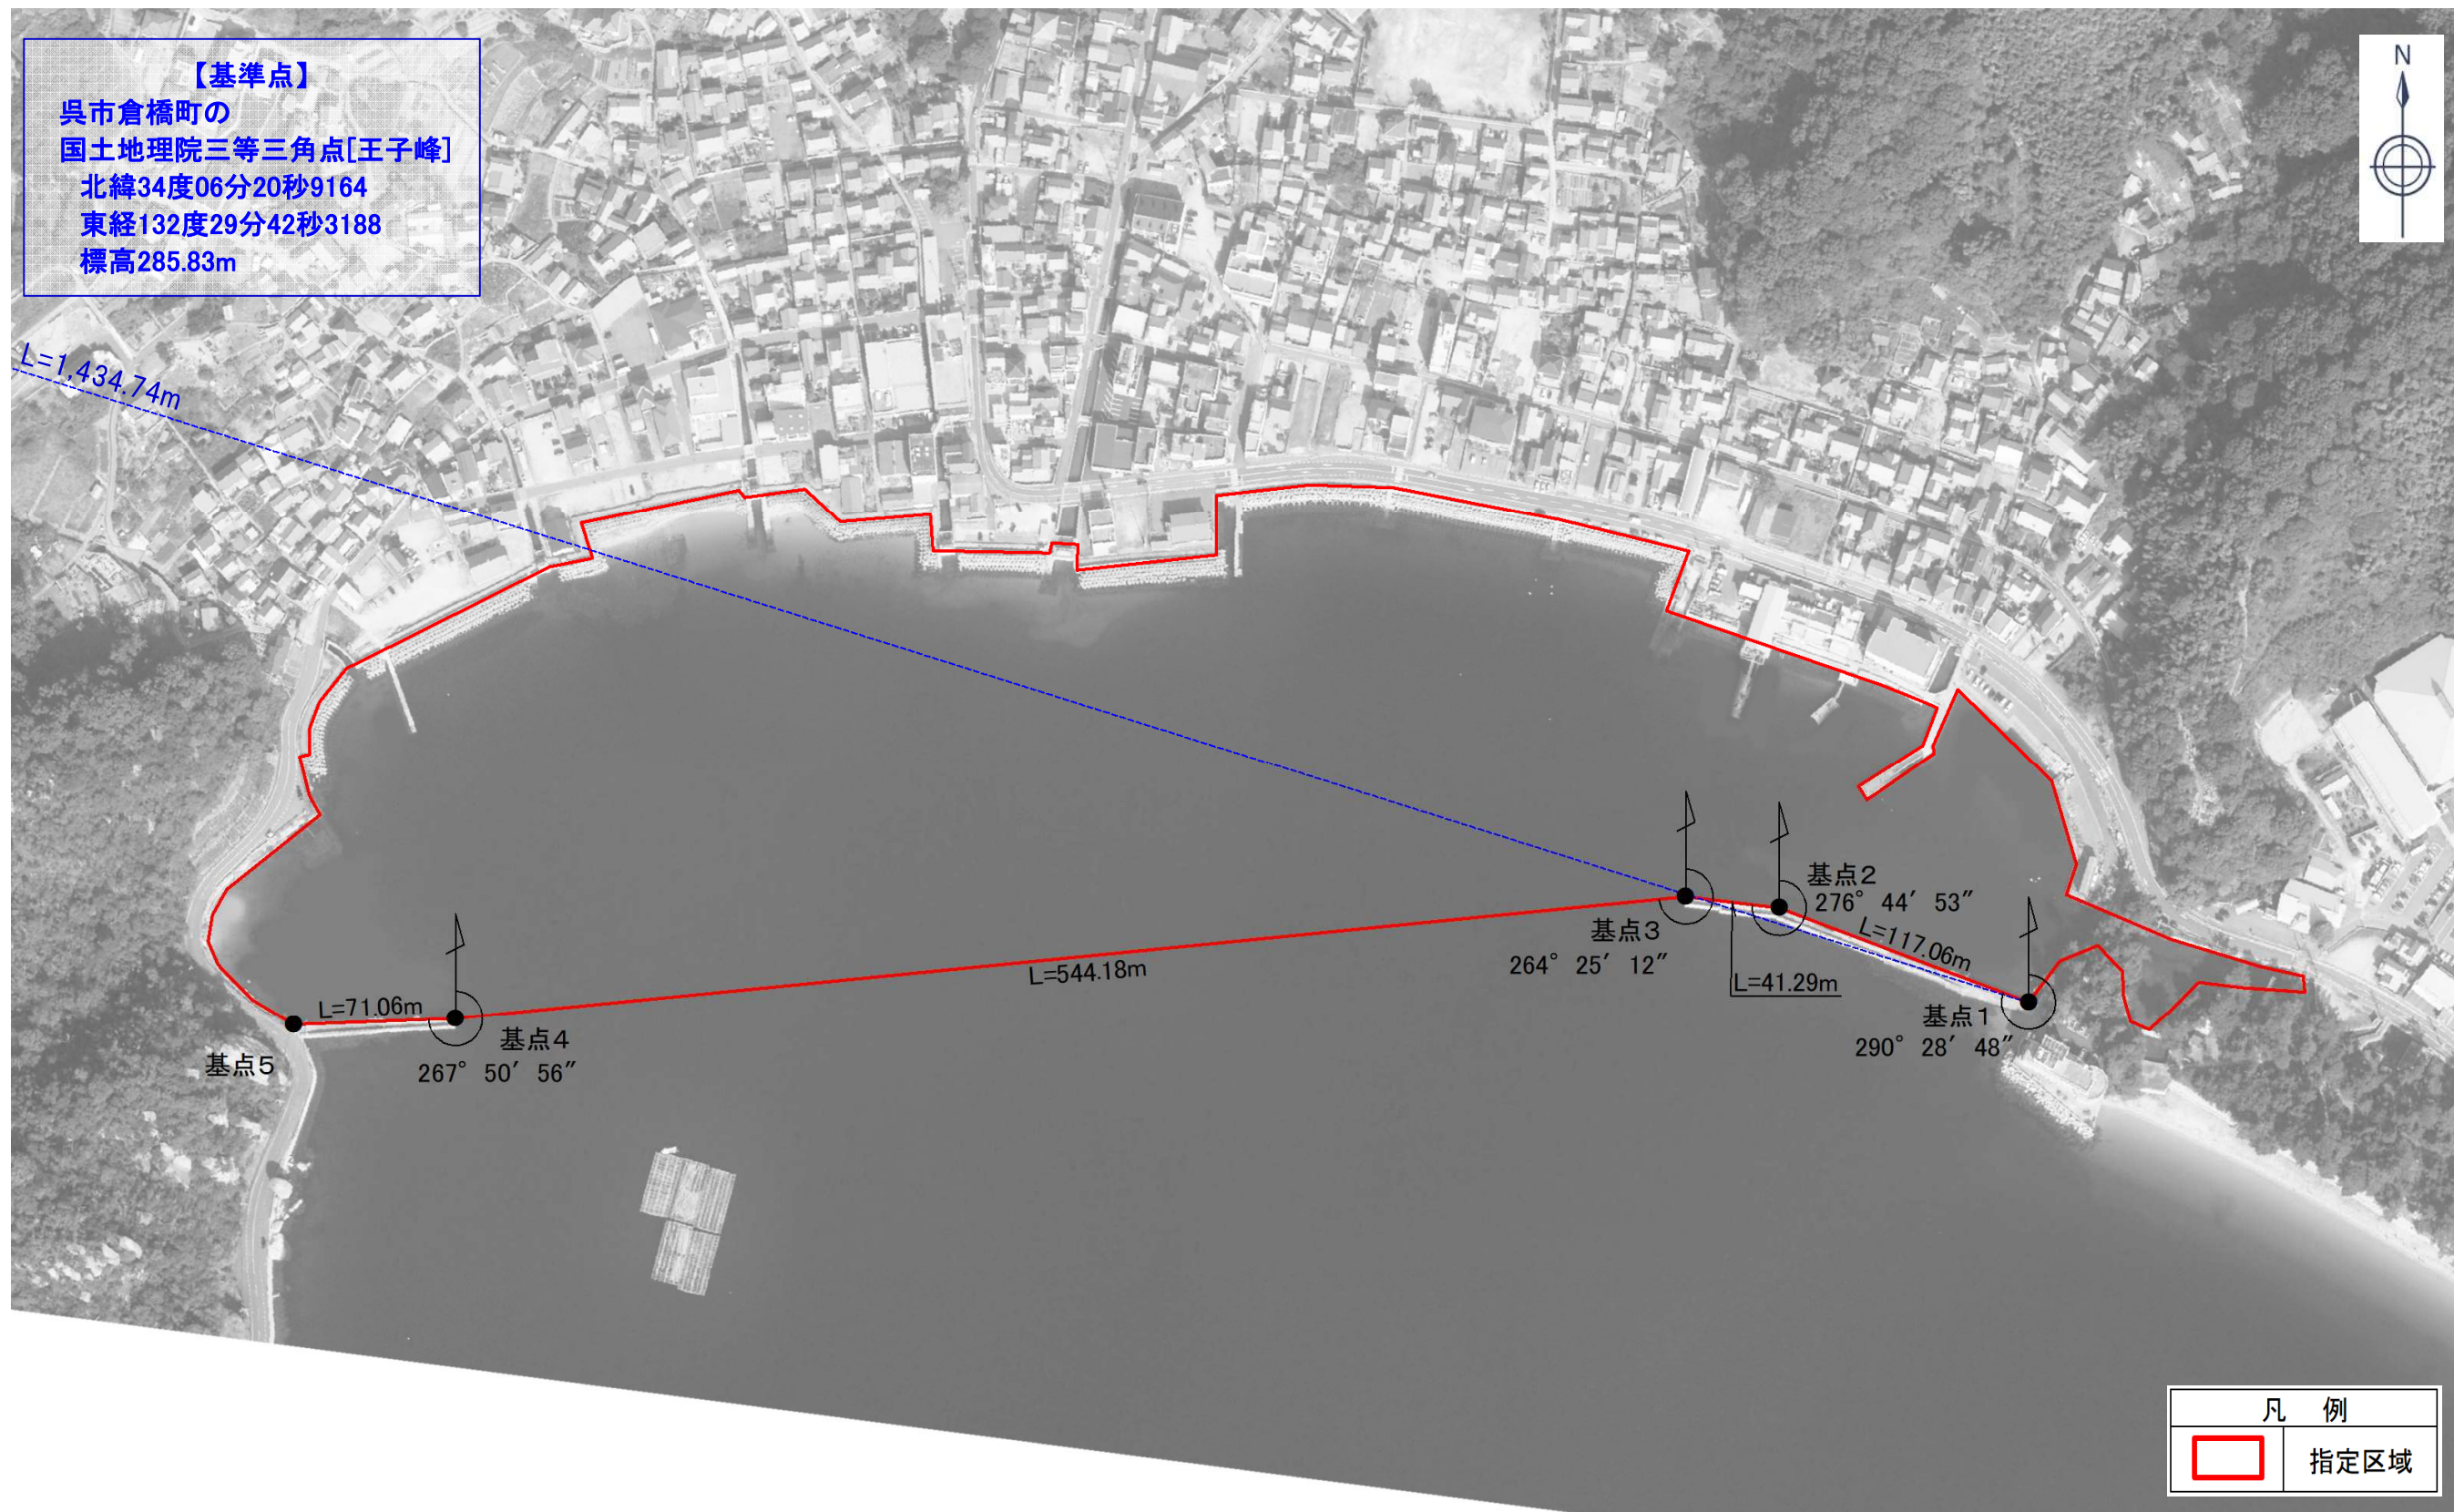 【基準点】
呉市倉橋町の
国土地理院三等三角点[王子峰]
北緯34度06分20秒9164
東経132度29分42秒3188
標高285.83m
N
L=1,434.74m
基点2
276° 44′ 53″
基点3
264° 25′ 12″
L=117.06m
L=544.18m
L=41.29m
L=71.06m
基点1
290° 28′ 48″
基点4
267° 50′ 56″
基点5
凡 例
指定区域